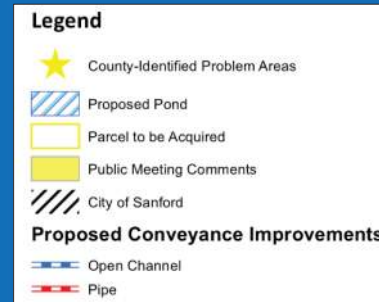 Legend
County-Identified Problem Areas
Proposed Pond
Parcel to be Acquired
Public Meeting Comments
City of Sanford
Proposed Conveyance Improvements
Open Channel
Pipe